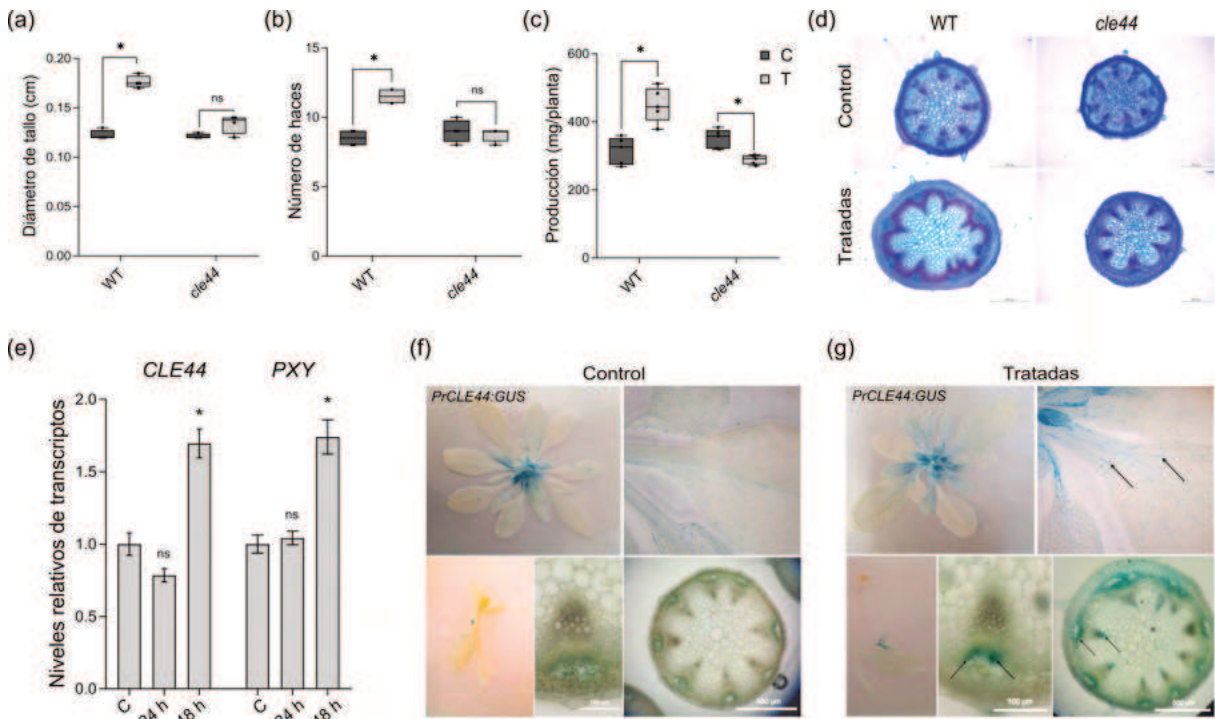 (a)
Diámetro de tallo (cm)
0.20
0.15
0.10
0.05
0.00
*
ns
WT
cle44
(b)
Número de haces
15
10
5
0
*
ns
WT
cle44
(c)
Producción (mg/planta)
600
400
200
0
*
*
C
T
WT
cle44
(d)
WT
cle44
Control
Tratadas
(e)
CLE44
PXY
Niveles relativos de transcriptos
2.0
1.5
1.0
0.5
0.0
ns
*
ns
*
C
24 h
48 h
C
24 h
48 h
(f)
Control
PrCLE44:GUS
(g)
Tratadas
PrCLE44:GUS
100 µm